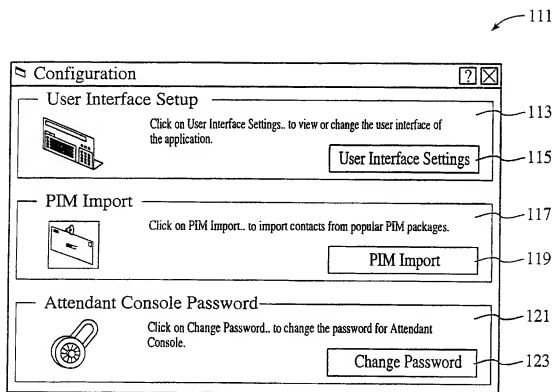 111
Configuration
?
User Interface Setup
113
Click on User Interface Settings.. to view or change the user interface of
the application.
User Interface Settings
115
PIM Import
117
Click on PIM Import.. to import contacts from popular PIM packages.
PIM Import
119
Attendant Console Password
121
Click on Change Password.. to change the password for Attendant
Console.
Change Password
123